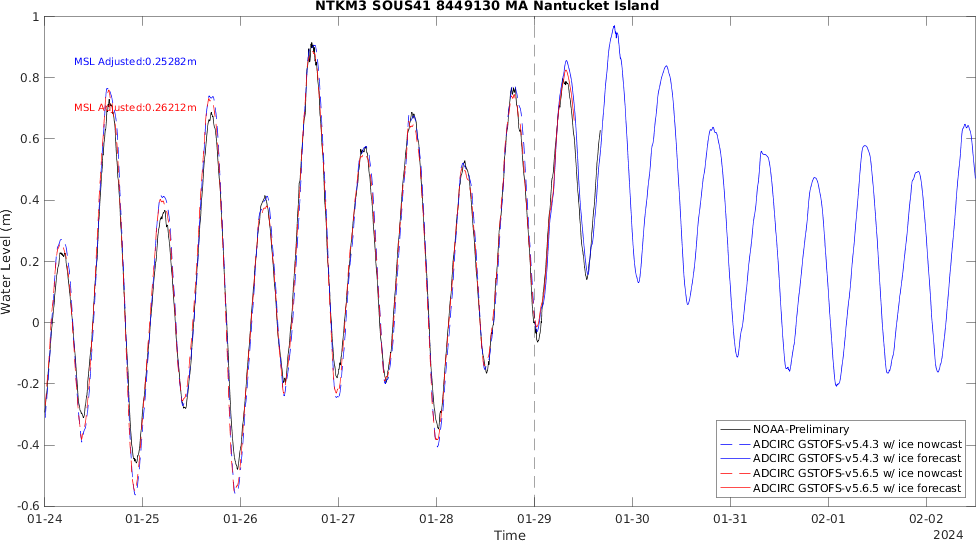 NTKM3 SOUS41 8449130 MA Nantucket Island
1
0.8
0.6
0.4
0.2
0
-0.2
-0.4
-0.6
Water Level (m)
MSL Adjusted:0.25282m
MSL Adjusted:0.26212m
NOAA-Preliminary
ADCIRC GSTOFS-v5.4.3 w/ ice nowcast
ADCIRC GSTOFS-v5.4.3 w/ ice forecast
ADCIRC GSTOFS-v5.6.5 w/ ice nowcast
ADCIRC GSTOFS-v5.6.5 w/ ice forecast
01-24 01-25 01-26 01-27 01-28 01-29 01-30 01-31 02-01 02-02
Time
2024